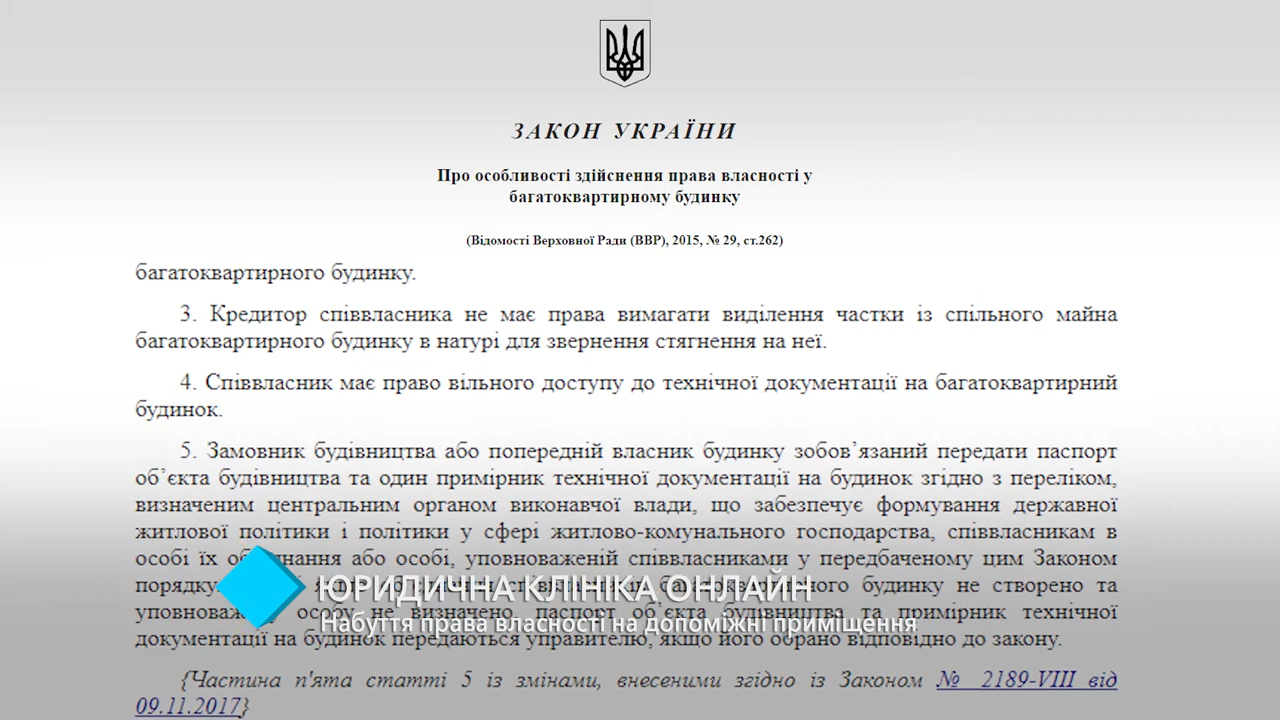 ЗАКОН УКРАЇНИ
Про особливості здійснення права власності у
багатоквартирному будинку
(Відомості Верховної Ради (ВВР), 2015, № 29, ст.262)
багатоквартирного будинку.
3. Кредитор співвласника не має права вимагати виділення частки із спільного майна
багатоквартирного будинку в натурі для звернення стягнення на неї.
4. Співвласник має право вільного доступу до технічної документації на багатоквартирний
будинок.
5. Замовник будівництва або попередній власник будинку зобов’язаний передати паспорт
об’єкта будівництва та один примірник технічної документації на будинок згідно з переліком,
визначеним центральним органом виконавчої влади, що забезпечує формування державної
житлової політики і політики у сфері житлово-комунального господарства, співвласникам в
особі їх або особі, уповноваженій співвласниками у передбаченому цим Законом
порядку будинку не створено та
особу не визначено, паспорт об’єкта будівництва та примірник технічної
документації на будинок передаються управителю, якщо його обрано відповідно до закону.
ЮРИДИЧНА КЛІНІКА ОНЛАЙН
Набуття права власності на допоміжні приміщення
{Частина п'ята статті 5 із змінами, внесеними згідно із Законом № 2189-VIII від
09.11.2017}